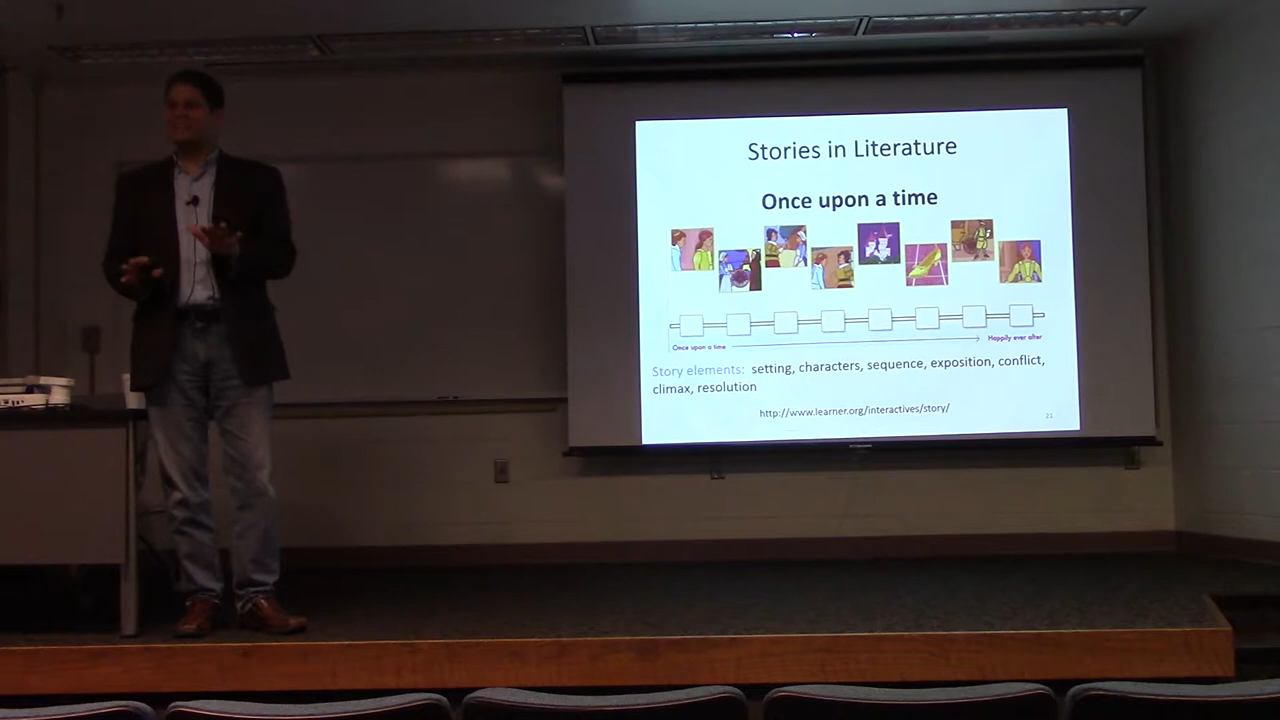 Stories in Literature
Once upon a time
Once upon a time
Happily ever after
Story elements: setting, characters, sequence, exposition, conflict,
climax, resolution
http://www.learner.org/interactives/story/
21